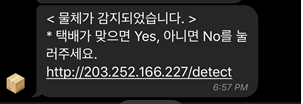 < 물체가 감지되었습니다. >
* 택배가 맞으면 Yes, 아니면 No를 눌
러주세요.
http://203.252.166.227/detect
6:57 PM